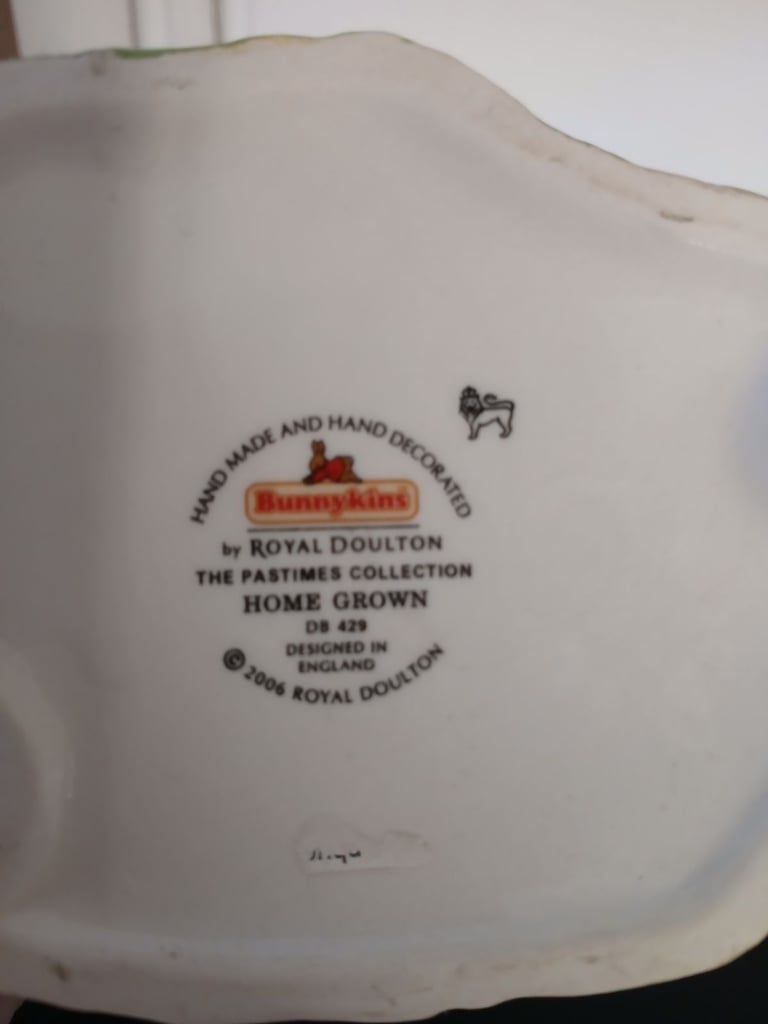 HAND MADE AND HAND DECORATED
Bunnykins
by ROYAL DOULTON
THE PASTIMES COLLECTION
HOME GROWN
DB 429
DESIGNED IN
ENGLAND
© 2006 ROYAL DOULTON